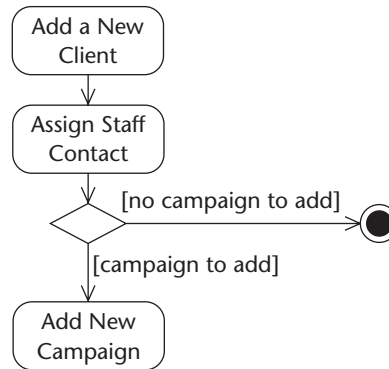 Add a New
Client
Assign Staff
Contact
[no campaign to add]
[campaign to add]
Add New
Campaign